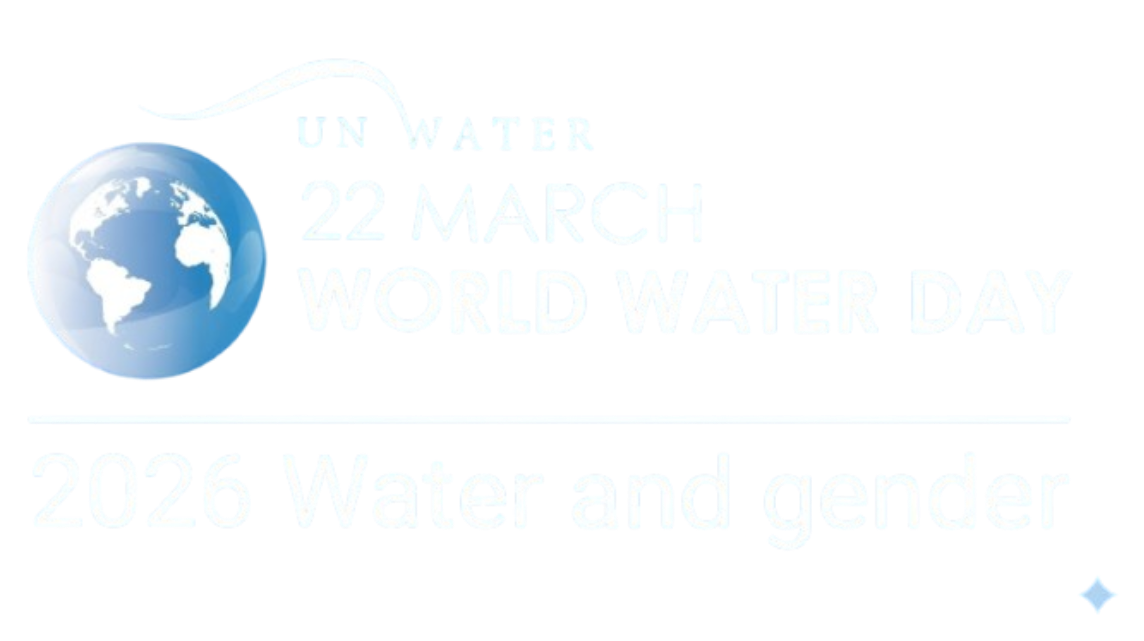 UN WATER
22 MARCH
WORLD WATER DAY
2026 Water and gender